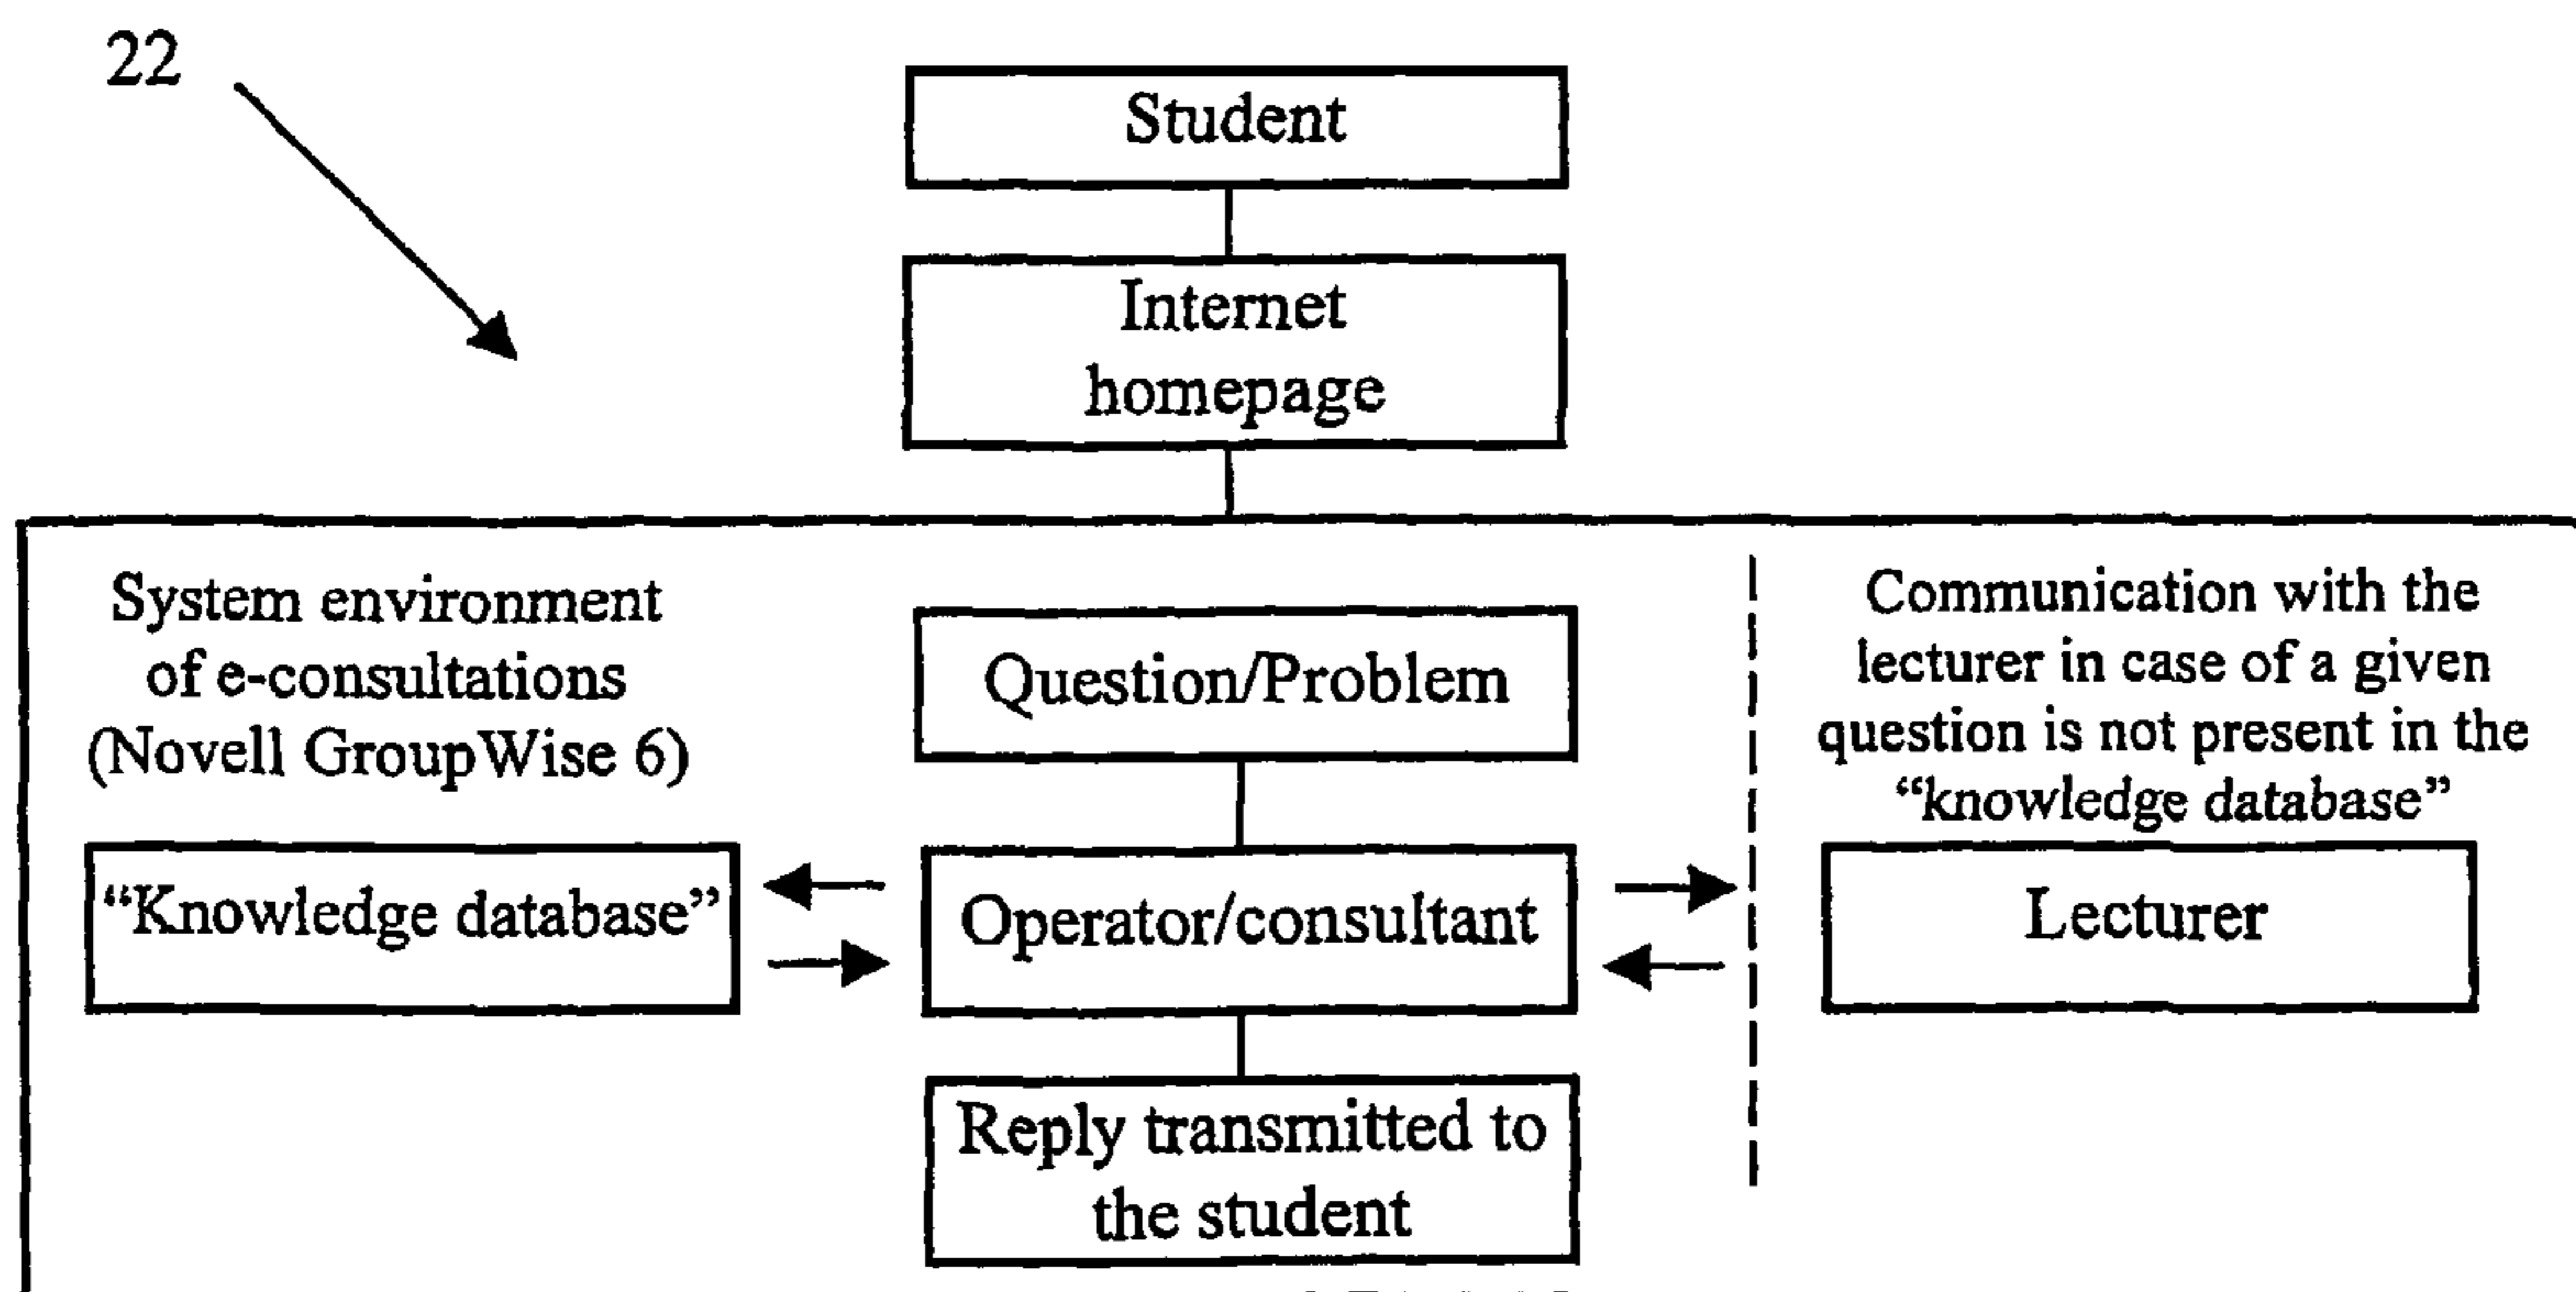 22
Student
Internet
homepage
System environment
of e-consultations
(Novell GroupWise 6)
Question/Problem
Communication with the
lecturer in case of a given
question is not present in the
“knowledge database”
“Knowledge database”
Operator/consultant
Lecturer
Reply transmitted to
the student